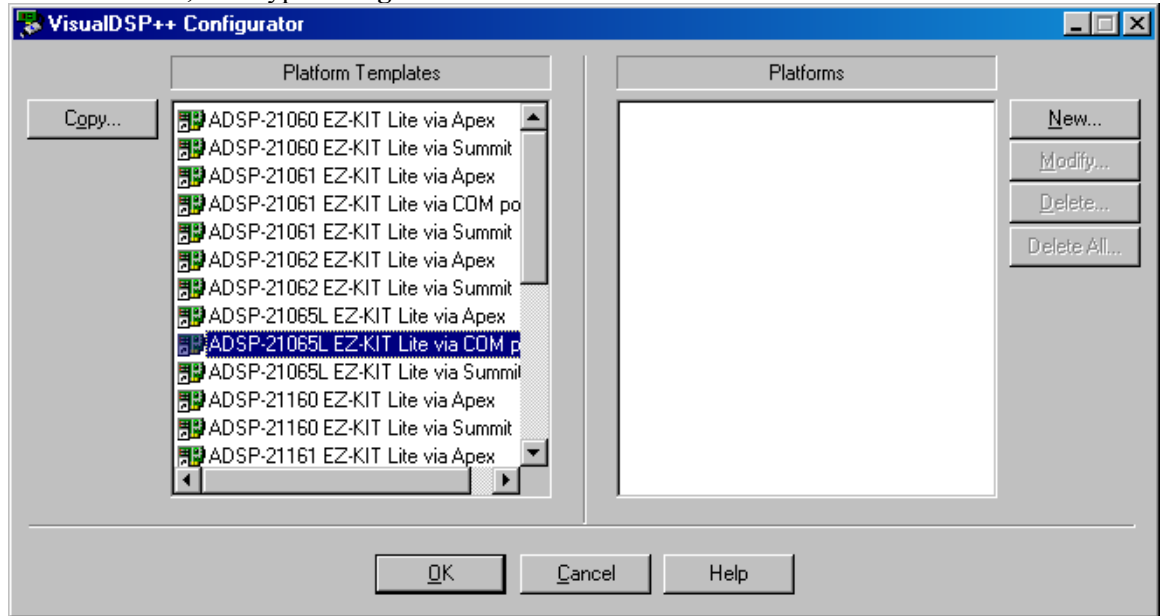 VisualDSP++ Configurator
Platform Templates
Platforms
Copy...
ADSP-21060 EZ-KIT Lite via Apex
ADSP-21060 EZ-KIT Lite via Summit
ADSP-21061 EZ-KIT Lite via Apex
ADSP-21061 EZ-KIT Lite via COM po
ADSP-21061 EZ-KIT Lite via Summit
ADSP-21062 EZ-KIT Lite via Apex
ADSP-21062 EZ-KIT Lite via Summit
ADSP-21065L EZ-KIT Lite via Apex
ADSP-21065L EZ-KIT Lite via COM p
ADSP-21065L EZ-KIT Lite via Summit
ADSP-21160 EZ-KIT Lite via Apex
ADSP-21160 EZ-KIT Lite via Summit
ADSP-21161 EZ-KIT Lite via Apex
New...
Modify...
Delete...
Delete All...
OK
Cancel
Help